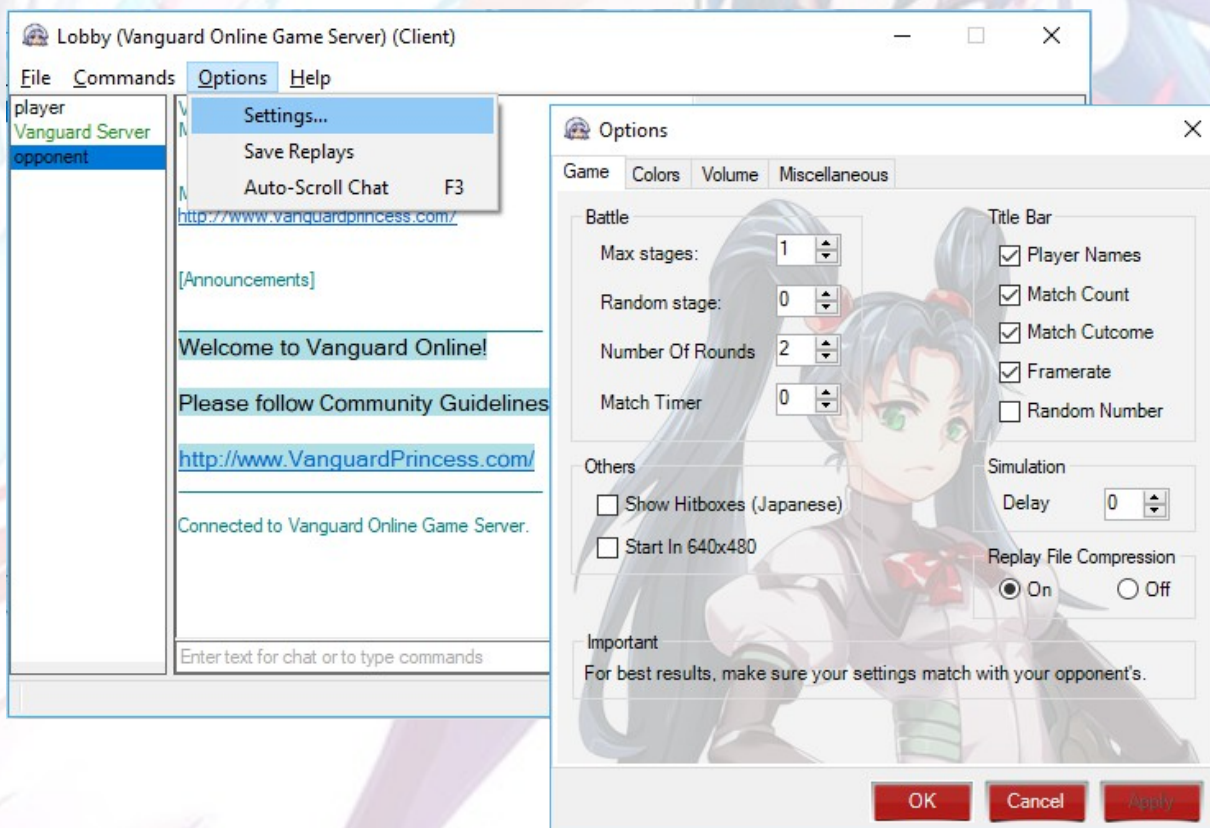 Lobby (Vanguard Online Game Server) (Client)
File Commands Options Help
player
Vanguard Server
opponent
Settings...
Save Replays
Auto-Scroll Chat F3
http://www.vanguardprincess.com/
[Announcements]
Welcome to Vanguard Online!
Please follow Community Guidelines
http://www.VanguardPrincess.com/
Connected to Vanguard Online Game Server.
Enter text for chat or to type commands
Options
Game Colors Volume Miscellaneous
Battle
Max stages: 1
Random stage: 0
Number Of Rounds 2
Match Timer 0
Others
Show Hitboxes (Japanese)
Start In 640x480
Title Bar
Player Names
Match Count
Match Cutcome
Framerate
Random Number
Simulation
Delay 0
Replay File Compression
On Off
Important
For best results, make sure your settings match with your opponent's.
OK Cancel Apply